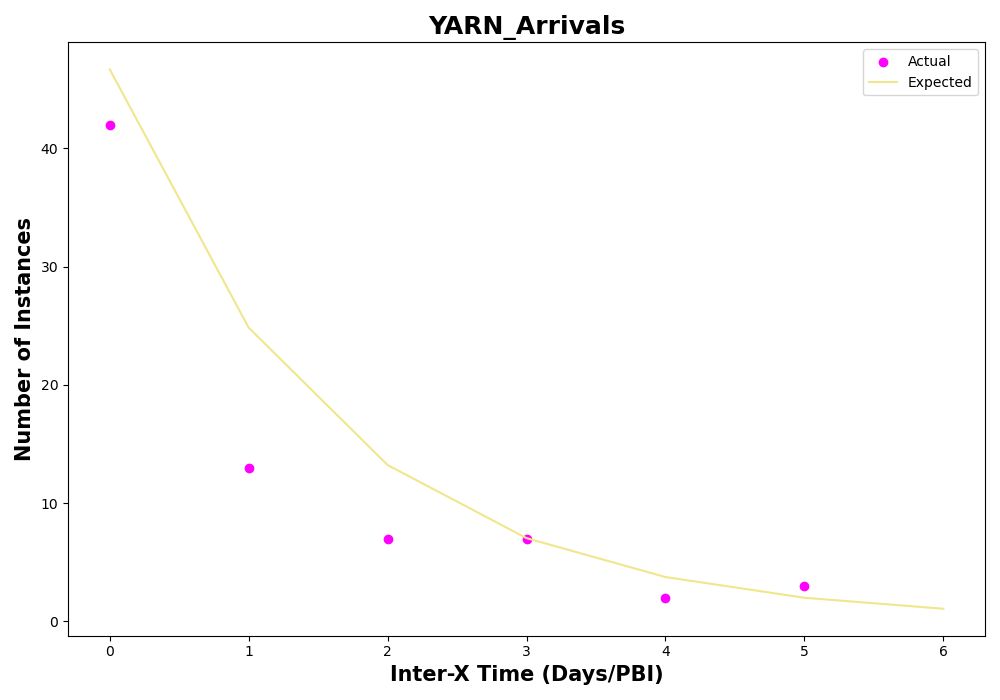 YARN_Arrivals
Actual
Expected
Number of Instances
40
30
20
10
0
0 1 2 3 4 5 6
Inter-X Time (Days/PBI)